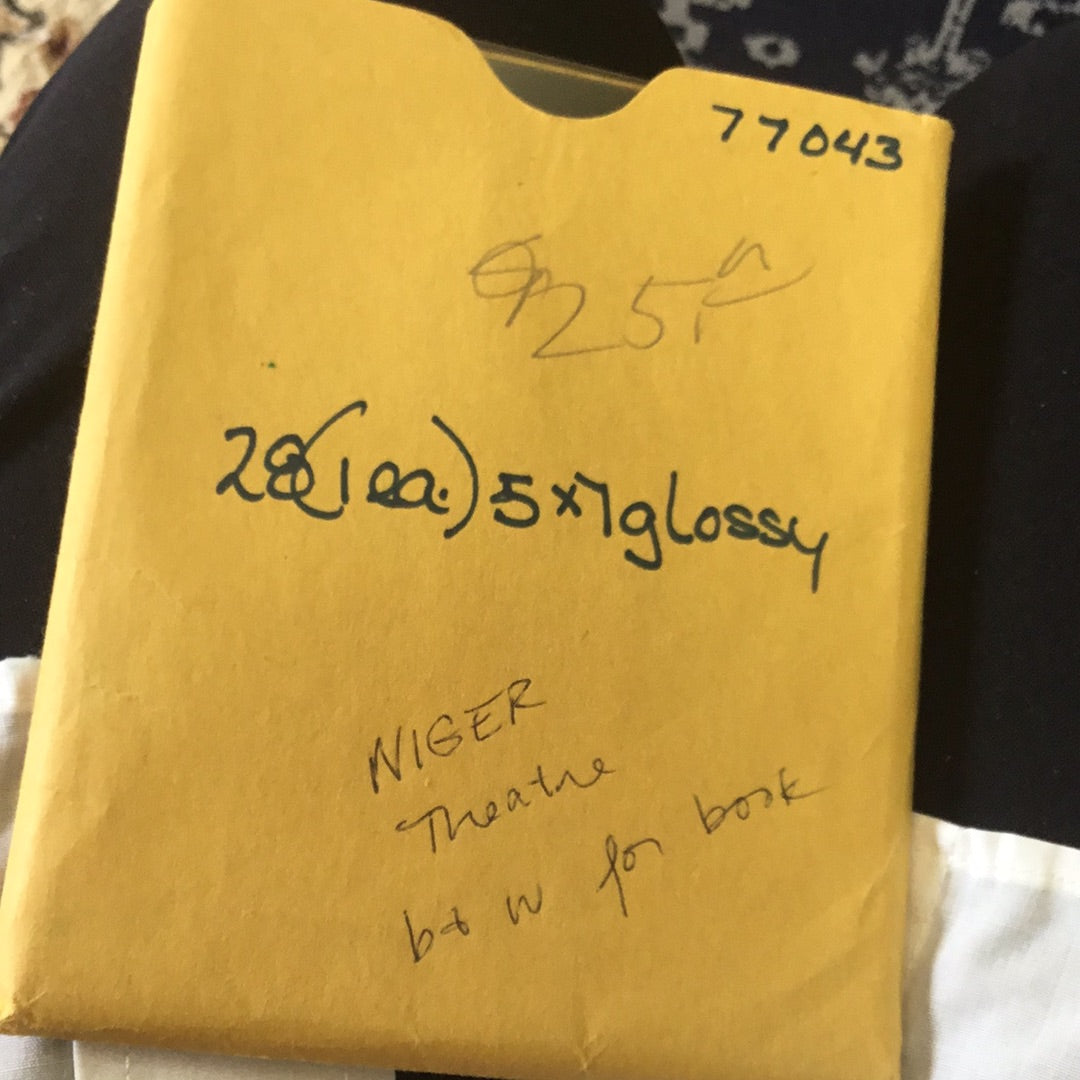 77043
28(1 ea.) 5x7 glossy
NIGER
Theatre
b+w for book